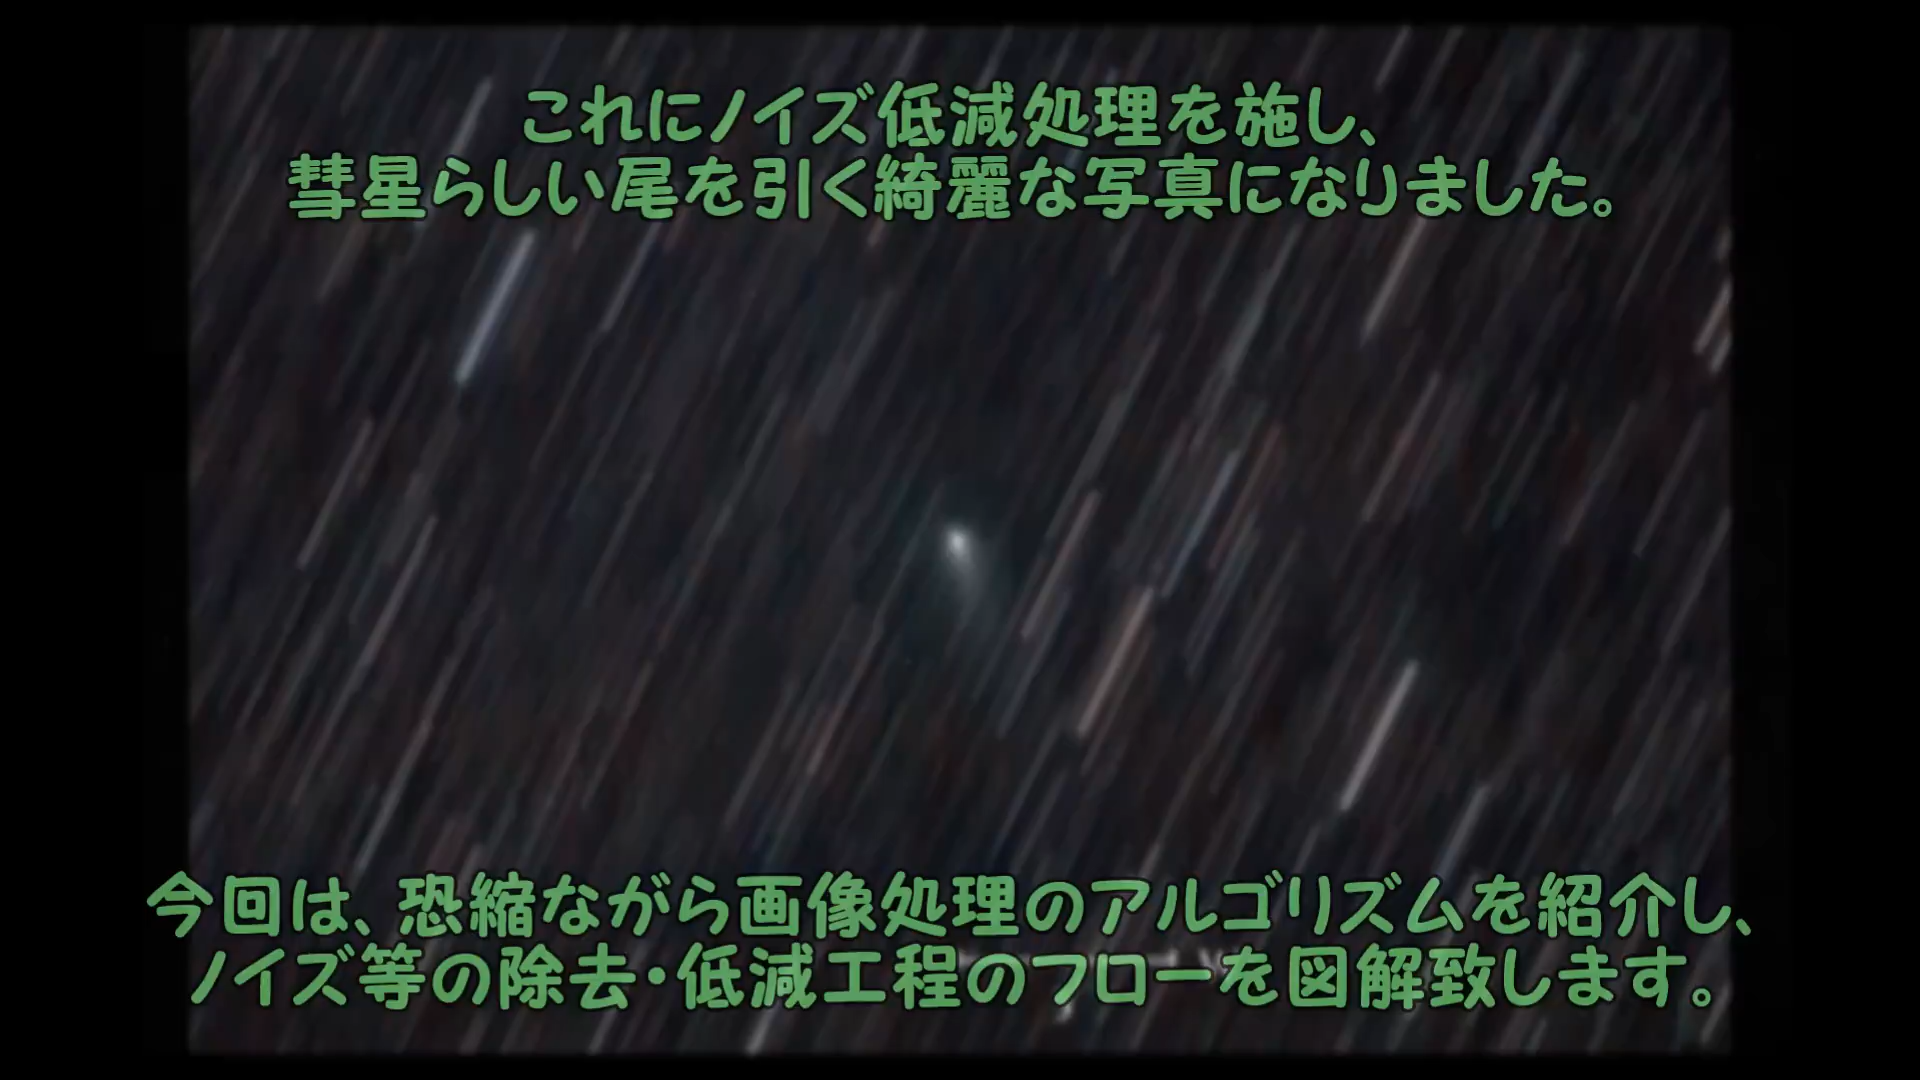 これにノイズ低減処理を施し、
彗星らしい尾を引く綺麗な写真になりました。
今回は、恐縮ながら画像処理のアルゴリズムを紹介し、
ノイズ等の除去・低減工程のフローを図解致します。